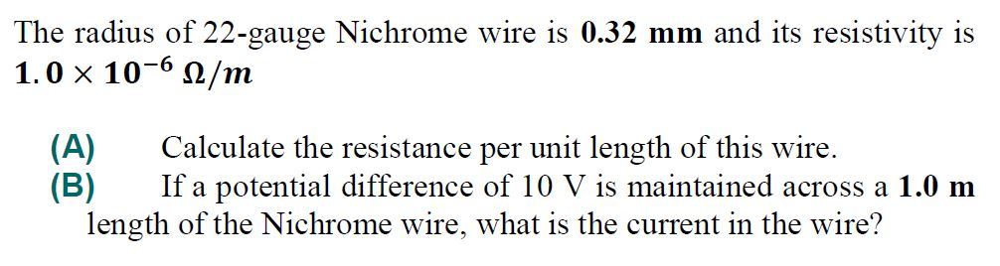 The radius of 22-gauge Nichrome wire is 0.32 mm and its resistivity is
1.0 × 10⁻⁶ Ω/m
(A) Calculate the resistance per unit length of this wire.
(B) If a potential difference of 10 V is maintained across a 1.0 m
length of the Nichrome wire, what is the current in the wire?